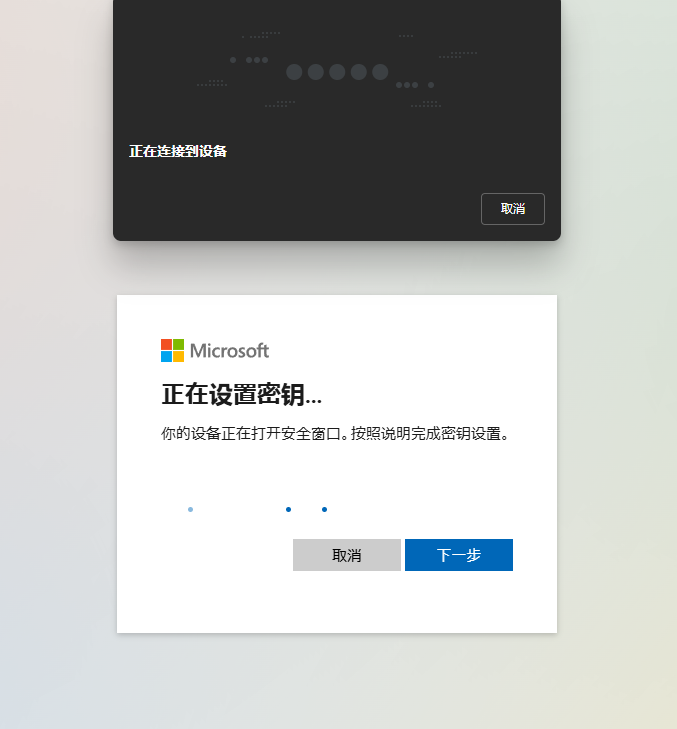 正在连接到设备
取消
Microsoft
正在设置密钥...
你的设备正在打开安全窗口。按照说明完成密钥设置。
取消
下一步